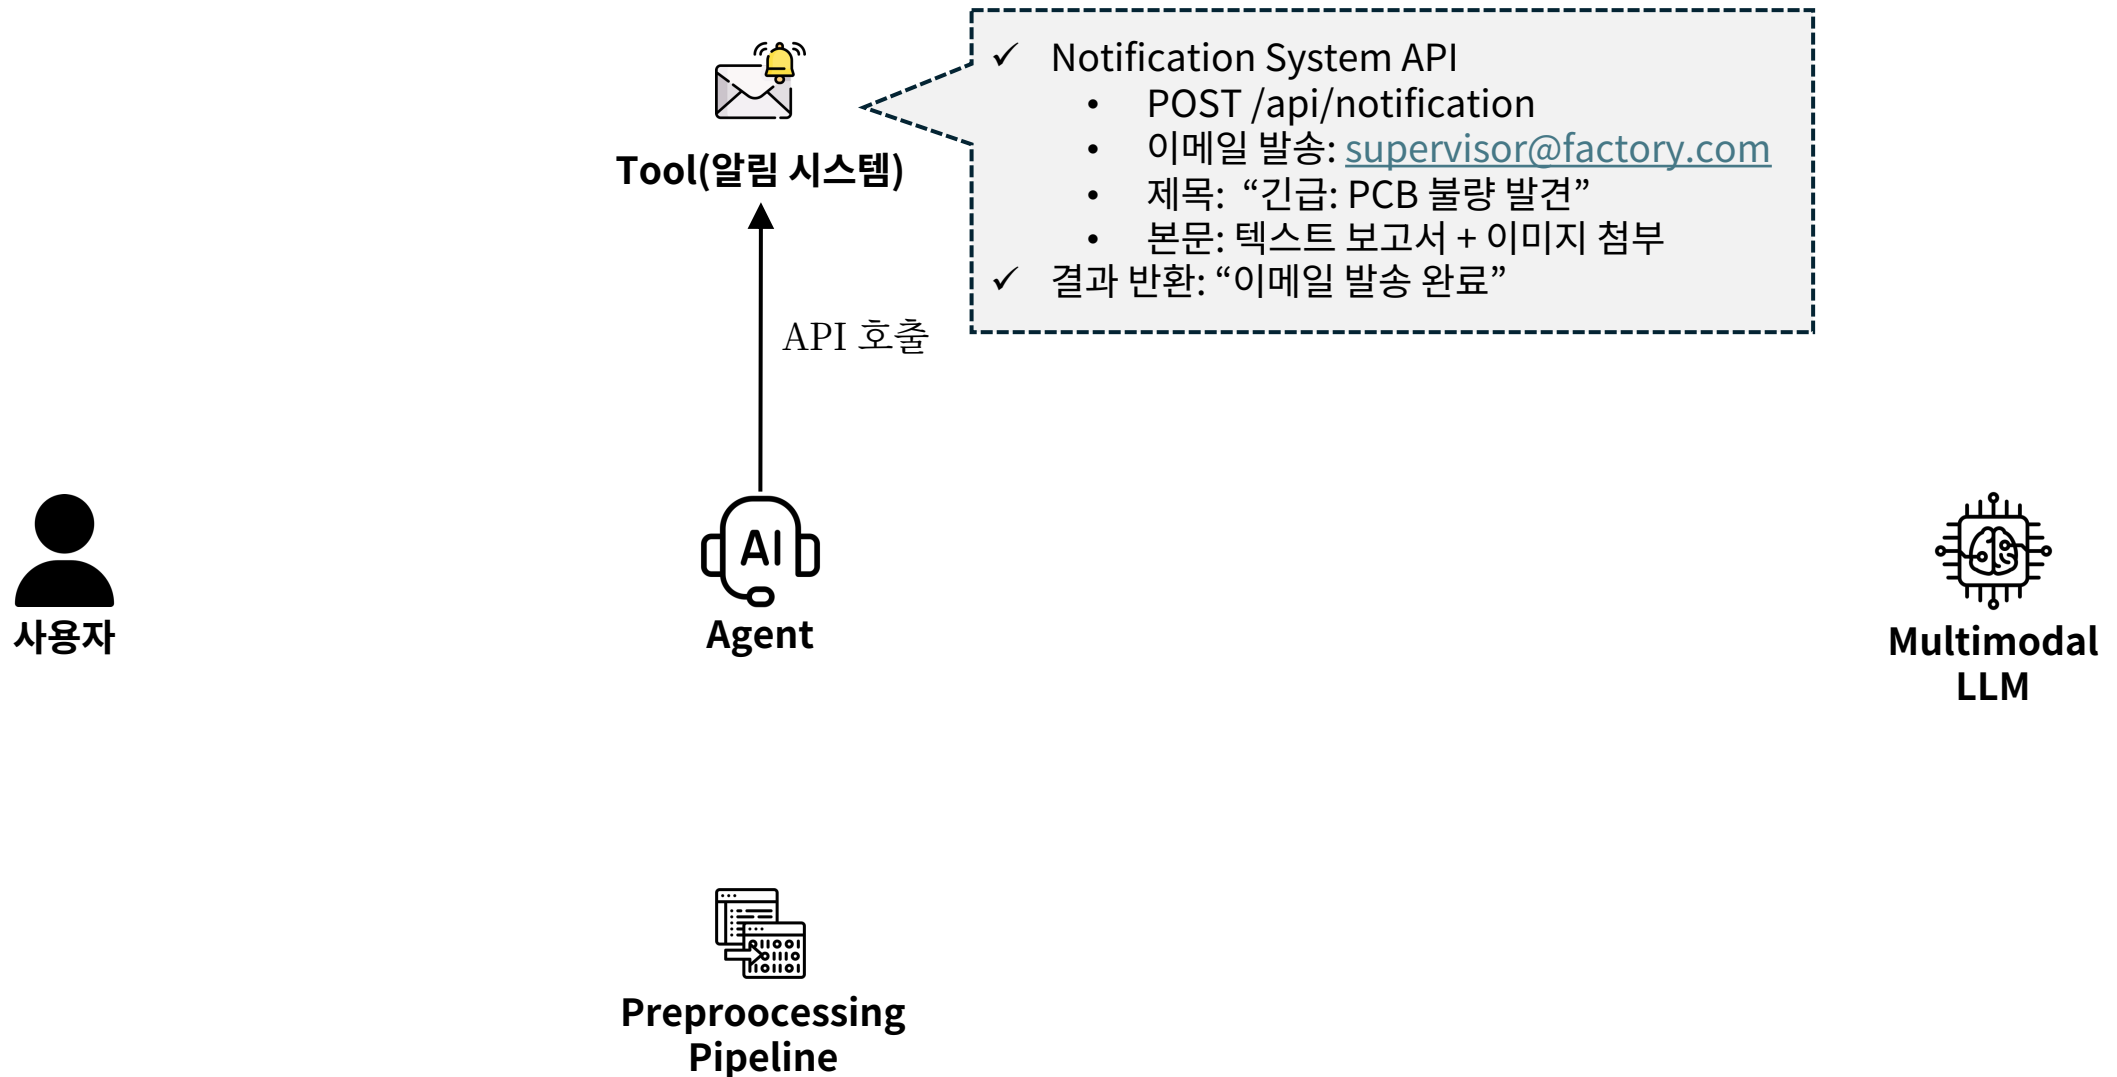 ✓ Notification System API
• POST /api/notification
• 이메일 발송: supervisor@factory.com
• 제목: “긴급: PCB 불량 발견”
• 본문: 텍스트 보고서 + 이미지 첨부
✓ 결과 반환: “이메일 발송 완료”
Tool(알림 시스템)
API 호출
사용자
AI
Agent
Multimodal
LLM
Preproocessing
Pipeline